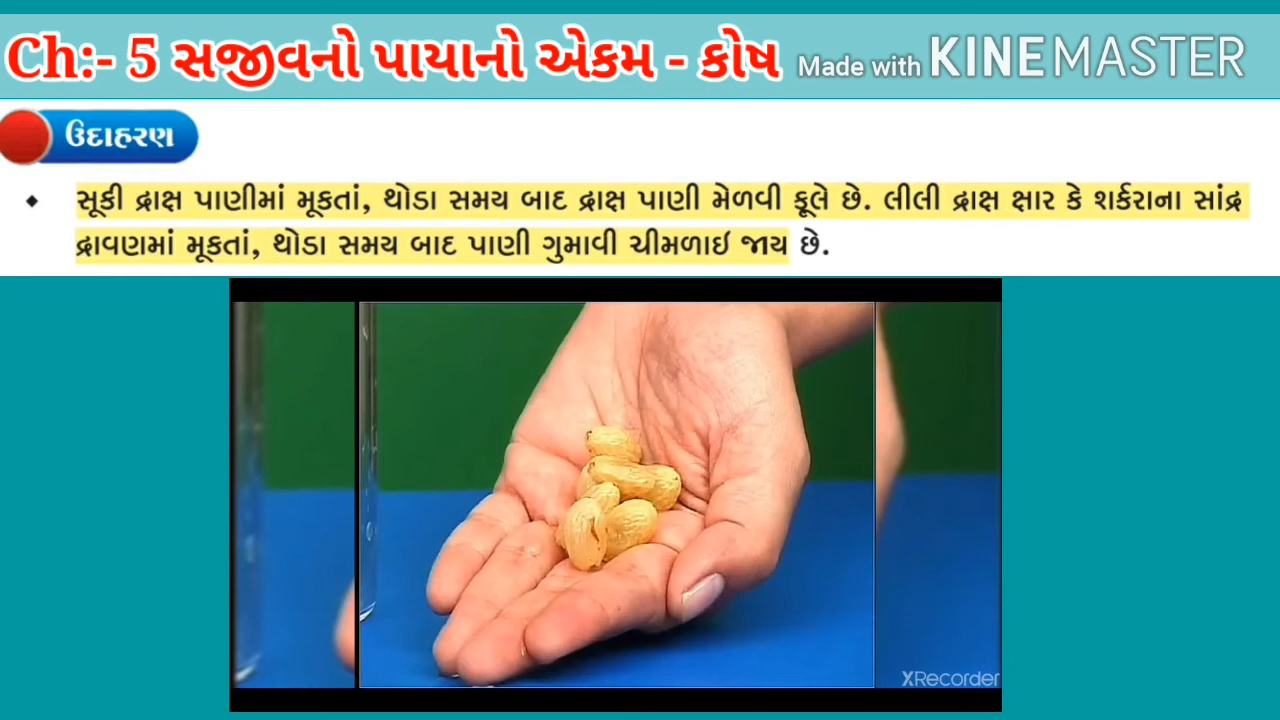 Ch:- 5 સજીવનો પાયાનો એકમ - કોષ
Made with KINEMASTER
ઉદાહરણ
સૂકી દ્રાક્ષ પાણીમાં મૂકતાં, થોડા સમય બાદ દ્રાક્ષ પાણી મેળવી ફૂલે છે. લીલી દ્રાક્ષ ક્ષાર કે શર્કરાના સાંદ્ર
દ્રાવણમાં મૂકતાં, થોડા સમય બાદ પાણી ગુમાવી ચીમળાઇ જાય છે.
XRecorder